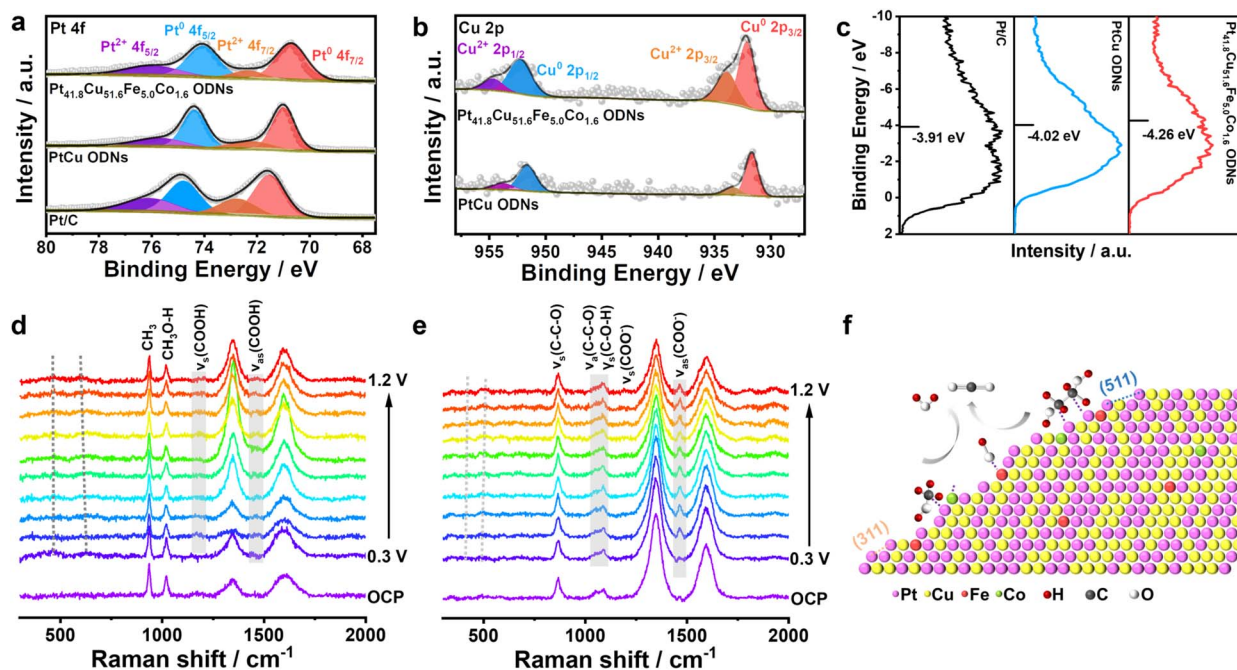 a
Pt 4f
Pt²⁺ 4f₅/₂
Pt⁰ 4f₅/₂
Pt²⁺ 4f₇/₂
Pt⁰ 4f₇/₂
Pt₄₁.₈Cu₅₁.₆Fe₅.₀Co₁.₆ ODNs
PtCu ODNs
Pt/C
80 76 74 72 70 68
Binding Energy / eV
Intensity / a.u.
b
Cu 2p
Cu²⁺ 2p₁/₂
Cu⁰ 2p₁/₂
Cu²⁺ 2p₃/₂
Cu⁰ 2p₃/₂
Pt₄₁.₈Cu₅₁.₆Fe₅.₀Co₁.₆ ODNs
PtCu ODNs
955 950 945 940 935 930
Binding Energy / eV
Intensity / a.u.
c
-10
-8
-6
-4
-2
0
2
Binding Energy / eV
Pt/C
-3.91 eV
PtCu ODNs
-4.02 eV
Pt₄₁.₈Cu₅₁.₆Fe₅.₀Co₁.₆ ODNs
-4.26 eV
Intensity / a.u.
d
CH₃
CH₃O-H
νₛ(COOH)
νₐₛ(COOH)
1.2 V
0.3 V
OCP
500 1000 1500 2000
Raman shift / cm⁻¹
e
νₛ(C-C-O)
νₐ(C-C-O)
γₛ(C-O-H)
νₛ(COO⁻)
νₐₛ(COO⁻)
1.2 V
0.3 V
OCP
500 1000 1500 2000
Raman shift / cm⁻¹
f
(511)
(311)
Pt Cu Fe Co H C O